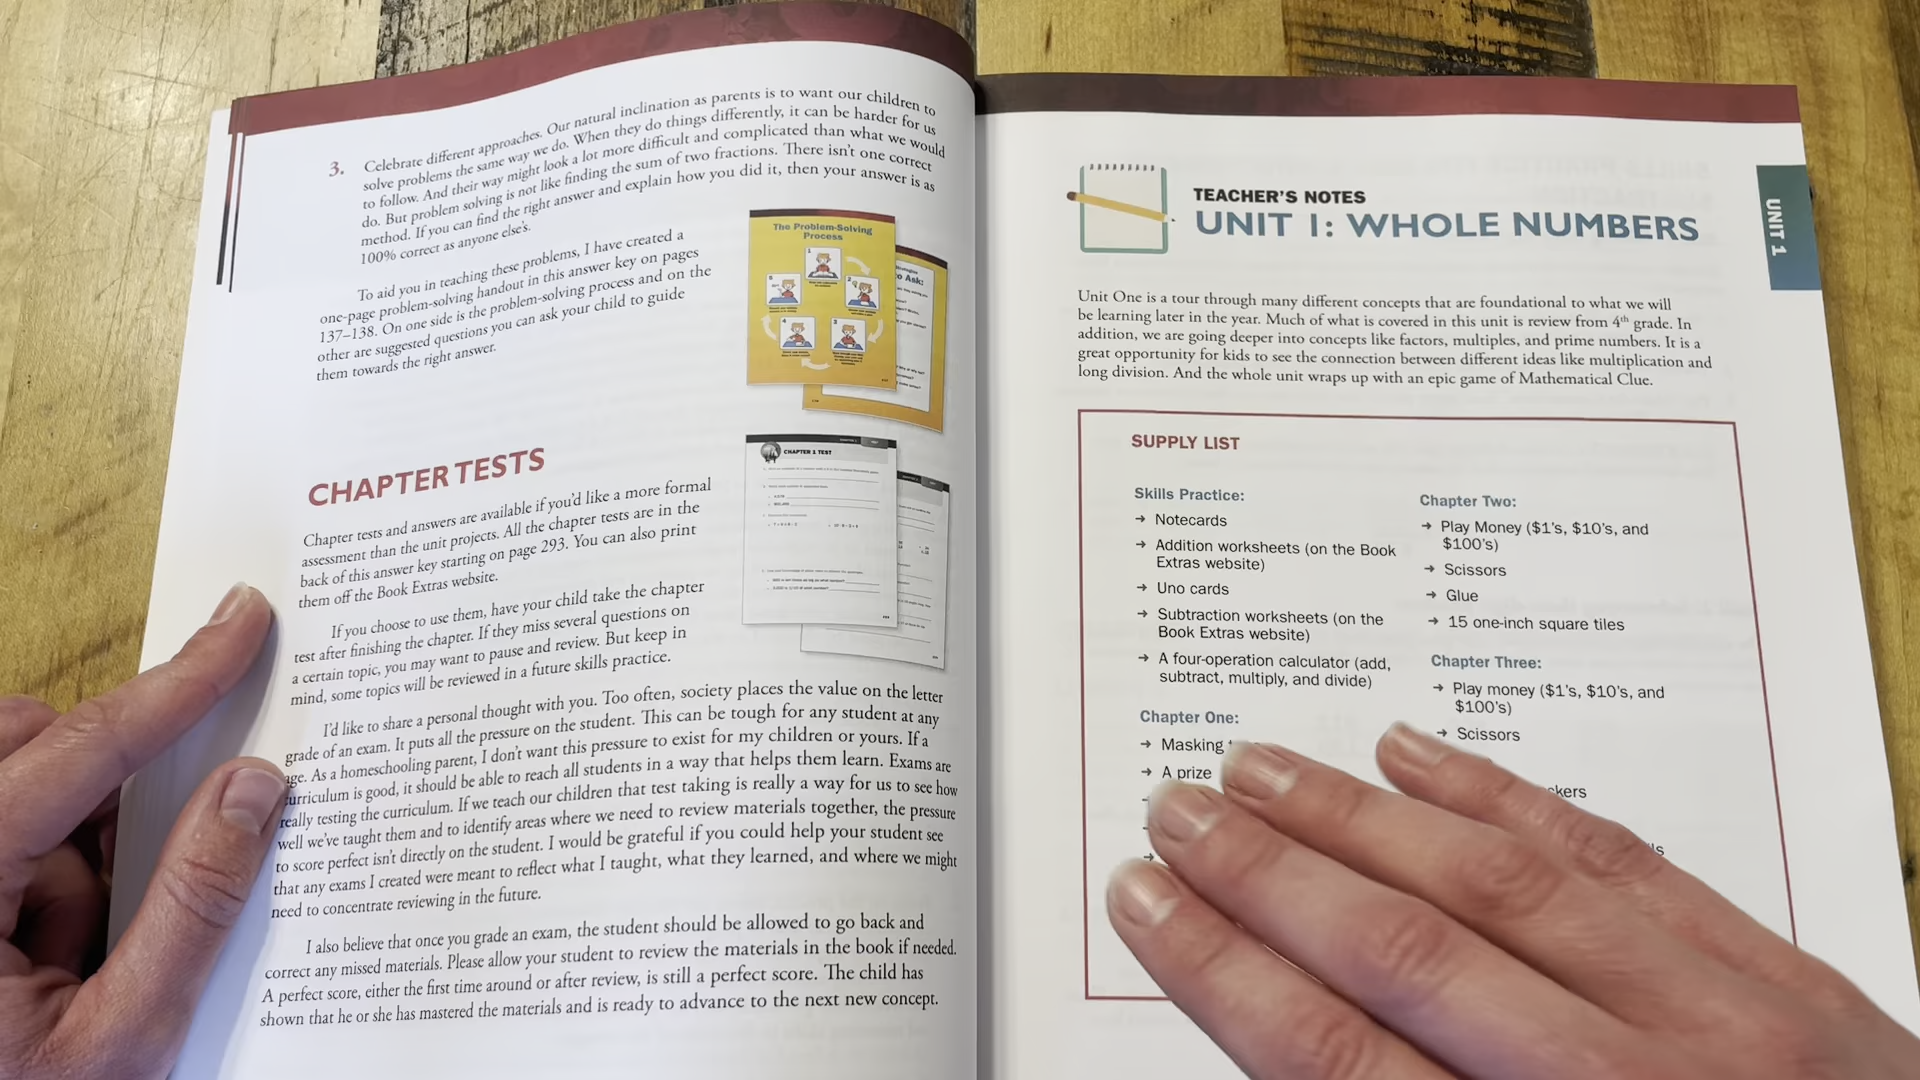 3. Celebrate different approaches. Our natural inclination as parents is to want our children to
solve problems the same way we do. When they do things differently, it can be harder for us
to follow. And their way might look a lot more difficult and complicated than what we would
do. But problem solving is not like finding the sum of two fractions. There isn't one correct
method. If you can find the right answer and explain how you did it, then your answer is as
100% correct as anyone else's.
To aid you in teaching these problems, I have created a
one-page problem-solving handout in this answer key on pages
137–138. On one side is the problem-solving process and on the
other are suggested questions you can ask your child to guide
them towards the right answer.
The Problem-Solving
Process
CHAPTER TESTS
Chapter tests and answers are available if you'd like a more formal
assessment than the unit projects. All the chapter tests are in the
back of this answer key starting on page 293. You can also print
them off the Book Extras website.
CHAPTER 1 TEST
If you choose to use them, have your child take the chapter
test after finishing the chapter. If they miss several questions on
a certain topic, you may want to pause and review. But keep in
mind, some topics will be reviewed in a future skills practice.
I'd like to share a personal thought with you. Too often, society places the value on the letter
grade of an exam. It puts all the pressure on the student. This can be tough for any student at any
age. As a homeschooling parent, I don't want this pressure to exist for my children or yours. If a
curriculum is good, it should be able to reach all students in a way that helps them learn. Exams are
really testing the curriculum. If we teach our children that test taking is really a way for us to see how
well we've taught them and to identify areas where we need to review materials together, the pressure
to score perfect isn't directly on the student. I would be grateful if you could help your student see
that any exams I created were meant to reflect what I taught, what they learned, and where we might
need to concentrate reviewing in the future.
I also believe that once you grade an exam, the student should be allowed to go back and
correct any missed materials. Please allow your student to review the materials in the book if needed.
A perfect score, either the first time around or after review, is still a perfect score. The child has
shown that he or she has mastered the materials and is ready to advance to the next new concept.
TEACHER'S NOTES
UNIT 1: WHOLE NUMBERS
UNIT 1
Unit One is a tour through many different concepts that are foundational to what we will
be learning later in the year. Much of what is covered in this unit is review from 4th grade. In
addition, we are going deeper into concepts like factors, multiples, and prime numbers. It is a
great opportunity for kids to see the connection between different ideas like multiplication and
long division. And the whole unit wraps up with an epic game of Mathematical Clue.
SUPPLY LIST
Skills Practice:
→ Notecards
→ Addition worksheets (on the Book
Extras website)
→ Uno cards
→ Subtraction worksheets (on the
Book Extras website)
→ A four-operation calculator (add,
subtract, multiply, and divide)
Chapter One:
→ Masking
→ A prize
Chapter Two:
→ Play Money ($1's, $10's, and
$100's)
→ Scissors
→ Glue
→ 15 one-inch square tiles
Chapter Three:
→ Play money ($1's, $10's, and
$100's)
→ Scissors